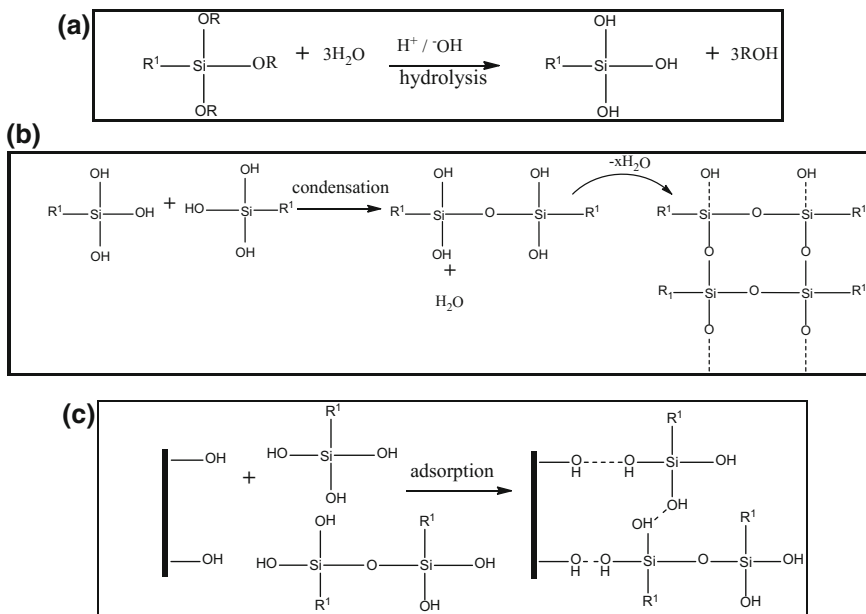 (a)
OR
R¹ Si OR + 3H₂O H⁺ / ⁻OH hydrolysis OH R¹ Si OH + 3ROH
OR OH
(b)
OH OH OH OH -xH₂O OH OH
R¹ Si OH + HO Si R¹ condensation R¹ Si O Si R¹ R¹ Si O Si R¹
OH OH OH OH O O
+ R₁ Si O Si R¹
H₂O O O
(c)
R¹ R¹
OH + HO Si OH adsorption O H HO H Si OH
OH OH
OH R¹ OH R¹
OH HO Si O Si OH O H O H Si O Si OH
R¹ OH R¹ OH